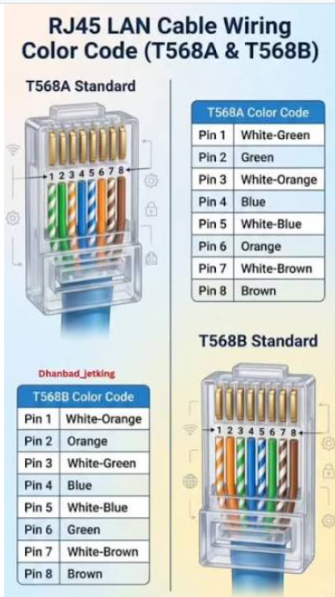 RJ45 LAN Cable Wiring
Color Code (T568A & T568B)
T568A Standard
1 2 3 4 5 6 7 8
T568A Color Code
Pin 1 White-Green
Pin 2 Green
Pin 3 White-Orange
Pin 4 Blue
Pin 5 White-Blue
Pin 6 Orange
Pin 7 White-Brown
Pin 8 Brown
Dhanbad_jetking
T568B Color Code
Pin 1 White-Orange
Pin 2 Orange
Pin 3 White-Green
Pin 4 Blue
Pin 5 White-Blue
Pin 6 Green
Pin 7 White-Brown
Pin 8 Brown
T568B Standard
1 2 3 4 5 6 7 8